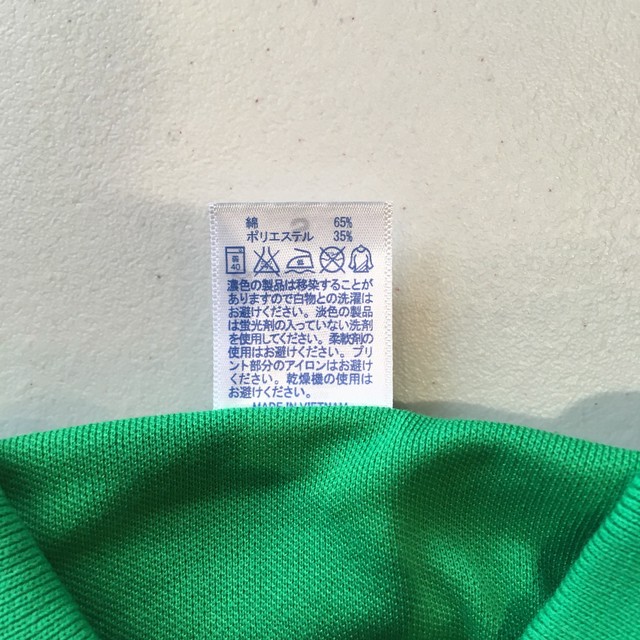 綿 65%
ポリエステル 35%
弱 40 低
濃色の製品は移染することが
ありますので白物との洗濯は
お避けください。淡色の製品
は蛍光剤の入っていない洗剤
を使用してください。柔軟剤の
使用はお避けください。プリ
ント部分のアイロンはお避け
ください。乾燥機の使用は
お避けください。
MADE IN VIETNAM